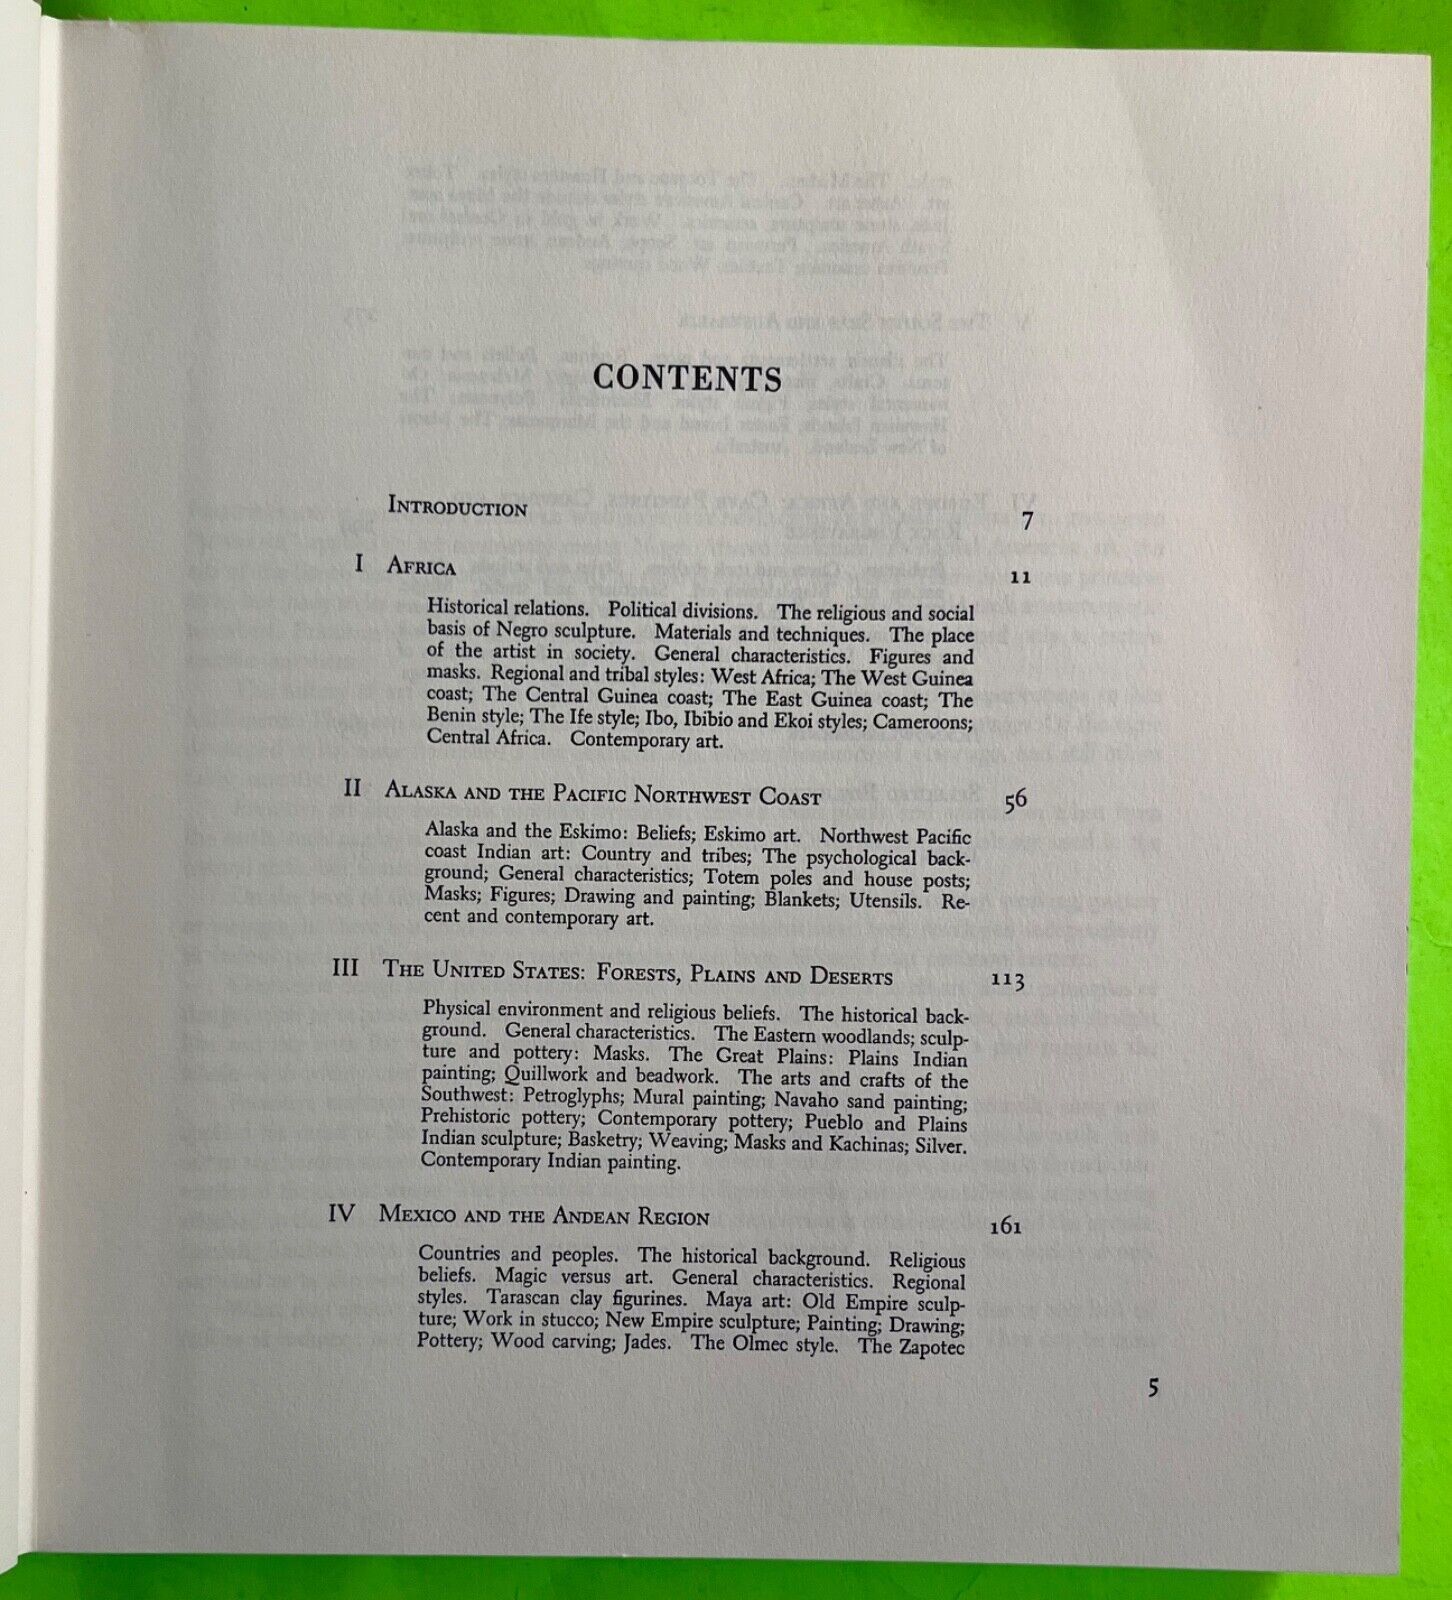 CONTENTS
INTRODUCTION 7
I AFRICA 11
Historical relations. Political divisions. The religious and social
basis of Negro sculpture. Materials and techniques. The place
of the artist in society. General characteristics. Figures and
masks. Regional and tribal styles: West Africa; The West Guinea
coast; The Central Guinea coast; The East Guinea coast; The
Benin style; The Ife style; Ibo, Ibibio and Ekoi styles; Cameroons;
Central Africa. Contemporary art.
II ALASKA AND THE PACIFIC NORTHWEST COAST 56
Alaska and the Eskimo: Beliefs; Eskimo art. Northwest Pacific
coast Indian art: Country and tribes; The psychological back-
ground; General characteristics; Totem poles and house posts;
Masks; Figures; Drawing and painting; Blankets; Utensils. Re-
cent and contemporary art.
III THE UNITED STATES: FORESTS, PLAINS AND DESERTS 113
Physical environment and religious beliefs. The historical back-
ground. General characteristics. The Eastern woodlands; sculp-
ture and pottery: Masks. The Great Plains: Plains Indian
painting; Quillwork and beadwork. The arts and crafts of the
Southwest: Petroglyphs; Mural painting; Navaho sand painting;
Prehistoric pottery; Contemporary pottery; Pueblo and Plains
Indian sculpture; Basketry; Weaving; Masks and Kachinas; Silver.
Contemporary Indian painting.
IV MEXICO AND THE ANDEAN REGION 161
Countries and peoples. The historical background. Religious
beliefs. Magic versus art. General characteristics. Regional
styles. Tarascan clay figurines. Maya art: Old Empire sculp-
ture; Work in stucco; New Empire sculpture; Painting; Drawing;
Pottery; Wood carving; Jades. The Olmec style. The Zapotec
5